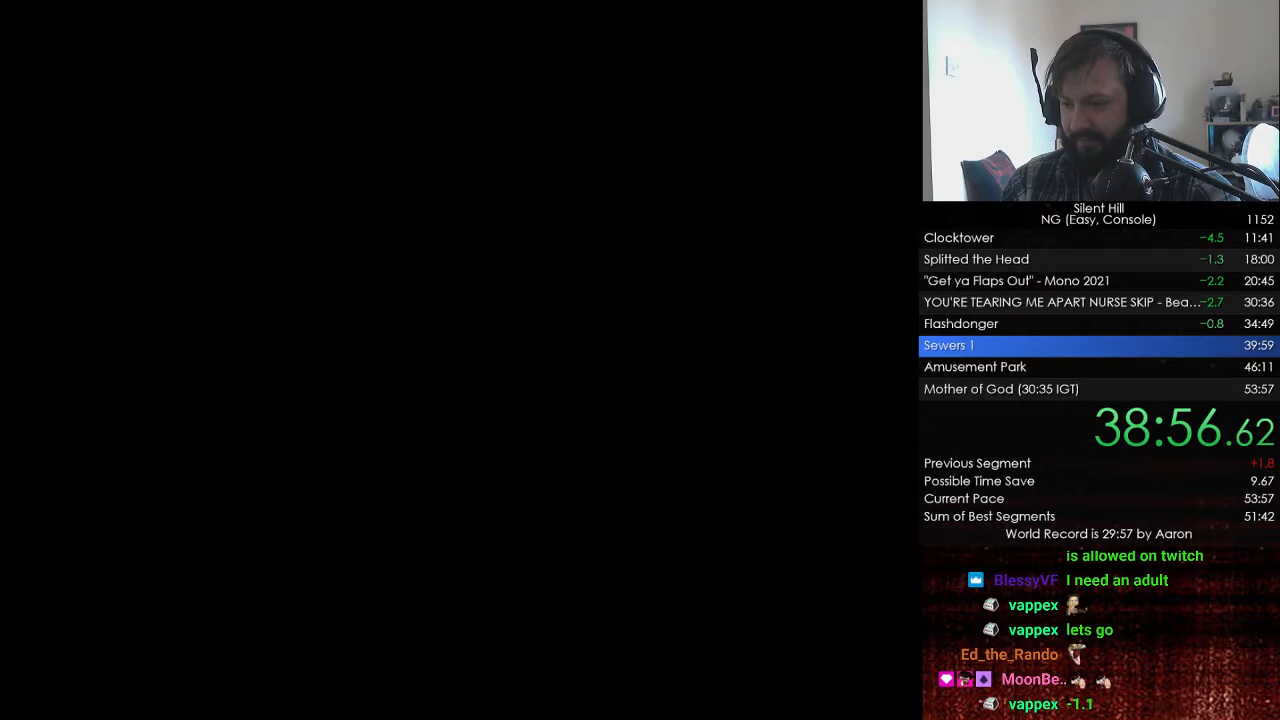 Silent Hill
NG (Easy, Console) 1152
Clocktower −4.5 11:41
Splitted the Head −1.3 18:00
"Get ya Flaps Out" - Mono 2021 −2.2 20:45
YOU'RE TEARING ME APART NURSE SKIP - Bea... −2.7 30:36
Flashdonger −0.8 34:49
Sewers 1 39:59
Amusement Park 46:11
Mother of God (30:35 IGT) 53:57
38:56.62
Previous Segment +1.8
Possible Time Save 9.67
Current Pace 53:57
Sum of Best Segments 51:42
World Record is 29:57 by Aaron
is allowed on twitch
BlessyVF I need an adult
vappex
vappex lets go
Ed_the_Rando
MoonBe..
vappex -1.1